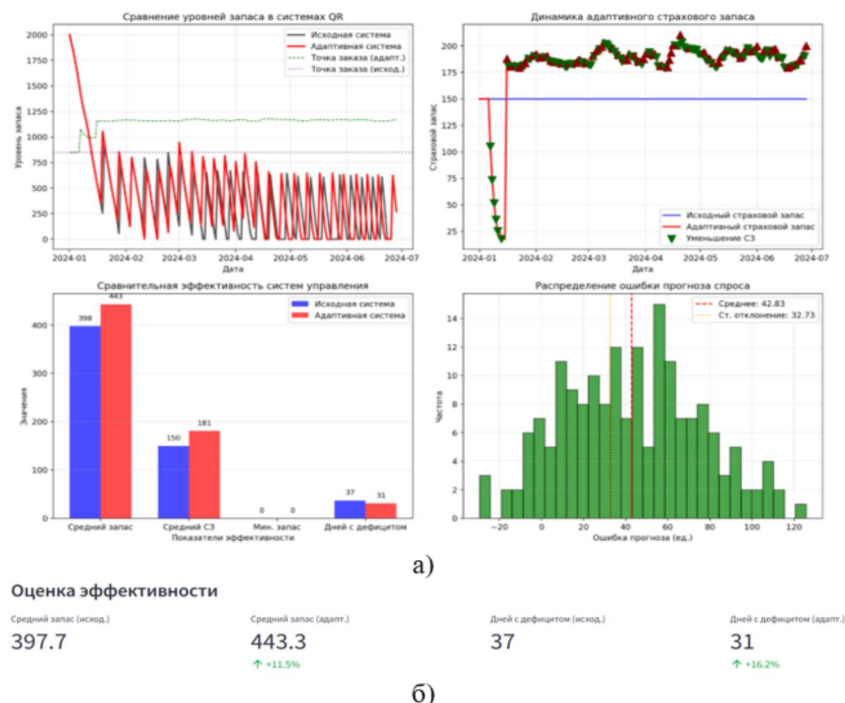 Сравнение уровней запаса в системах QR
Исходная система
Адаптивная система
Точка заказа (адапт.)
Точка заказа (исход.)
Уровень запаса
2000
1750
1500
1250
1000
750
500
250
0
2024-01 2024-02 2024-03 2024-04 2024-05 2024-06 2024-07
Дата
Динамика адаптивного страхового запаса
Страховой запас
200
175
150
125
100
75
50
25
Исходный страховой запас
Адаптивный страховой запас
Уменьшение СЗ
2024-01 2024-02 2024-03 2024-04 2024-05 2024-06 2024-07
Дата
Сравнительная эффективность систем управления
Исходная система
Адаптивная система
Значения
400
300
200
100
0
398 443
150 181
0 0
37 31
Средний запас Средний СЗ Мин. запас Дней с дефицитом
Показатели эффективности
Распределение ошибки прогноза спроса
Среднее: 42.83
Ст. отклонение: 32.73
Частота
14
12
10
8
6
4
2
0
−20 0 20 40 60 80 100 120
Ошибка прогноза (ед.)
а)
Оценка эффективности
Средний запас (исход.) Средний запас (адапт.) Дней с дефицитом (исход.) Дней с дефицитом (адапт.)
397.7 443.3 37 31
↑ +11.5% ↑ +16.2%
б)